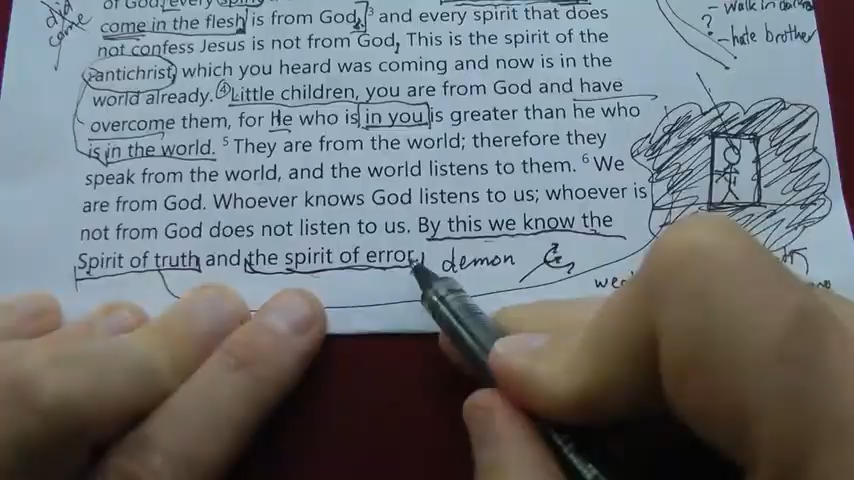 of God; every
did
come
come in the flesh is from God, 3 and every spirit that does
not confess Jesus is not from God, This is the spirit of the
antichrist, which you heard was coming and now is in the
world already. 4 Little children, you are from God and have
overcome them, for He who is in you is greater than he who
is in the world. 5 They are from the world; therefore they
speak from the world, and the world listens to them. 6 We
are from God. Whoever knows God listens to us; whoever is
not from God does not listen to us. By this we know the
Spirit of truth and the spirit of error. demon
- walk in
? - hate brother